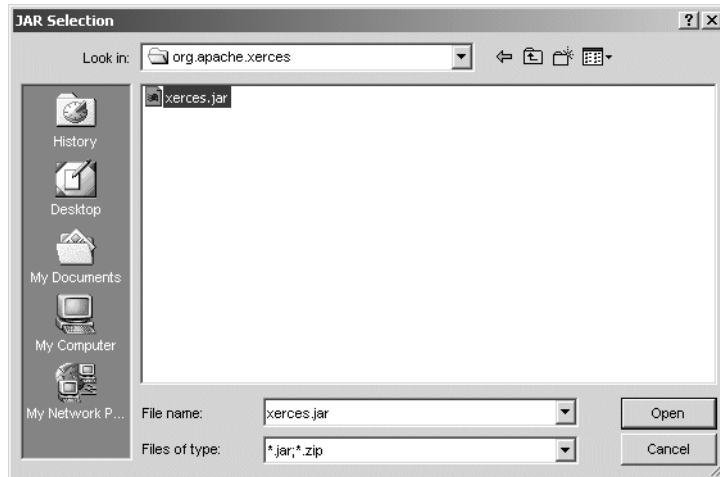 JAR Selection
Look in: org.apache.xerces
xerces.jar
History
Desktop
My Documents
My Computer
My Network P...
File name: xerces.jar Open
Files of type: *.jar;*.zip Cancel